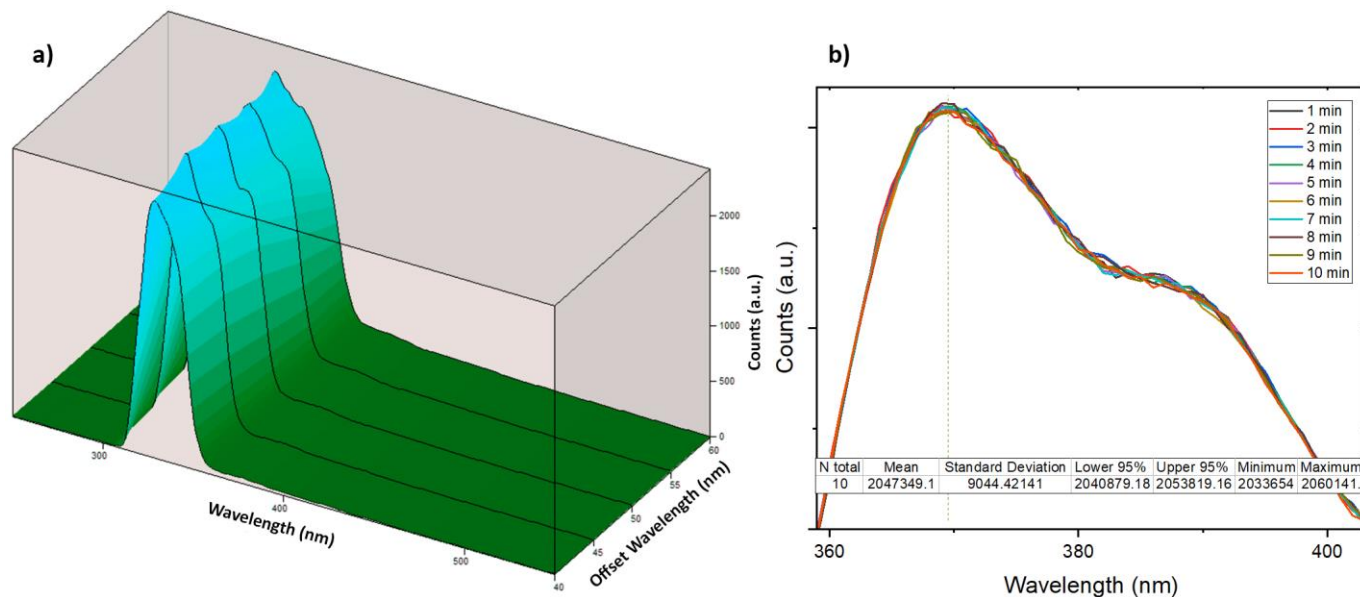 a)
2000
1500
1000
500
0
Counts (a.u.)
300
400
500
Wavelength (nm)
60
55
50
45
40
Offset Wavelength (nm)
b)
1 min
2 min
3 min
4 min
5 min
6 min
7 min
8 min
9 min
10 min
Counts (a.u.)
N total Mean Standard Deviation Lower 95% Upper 95% Minimum Maximum
10 2047349.1 9044.42141 2040879.18 2053819.16 2033654 2060141.
360 380 400
Wavelength (nm)